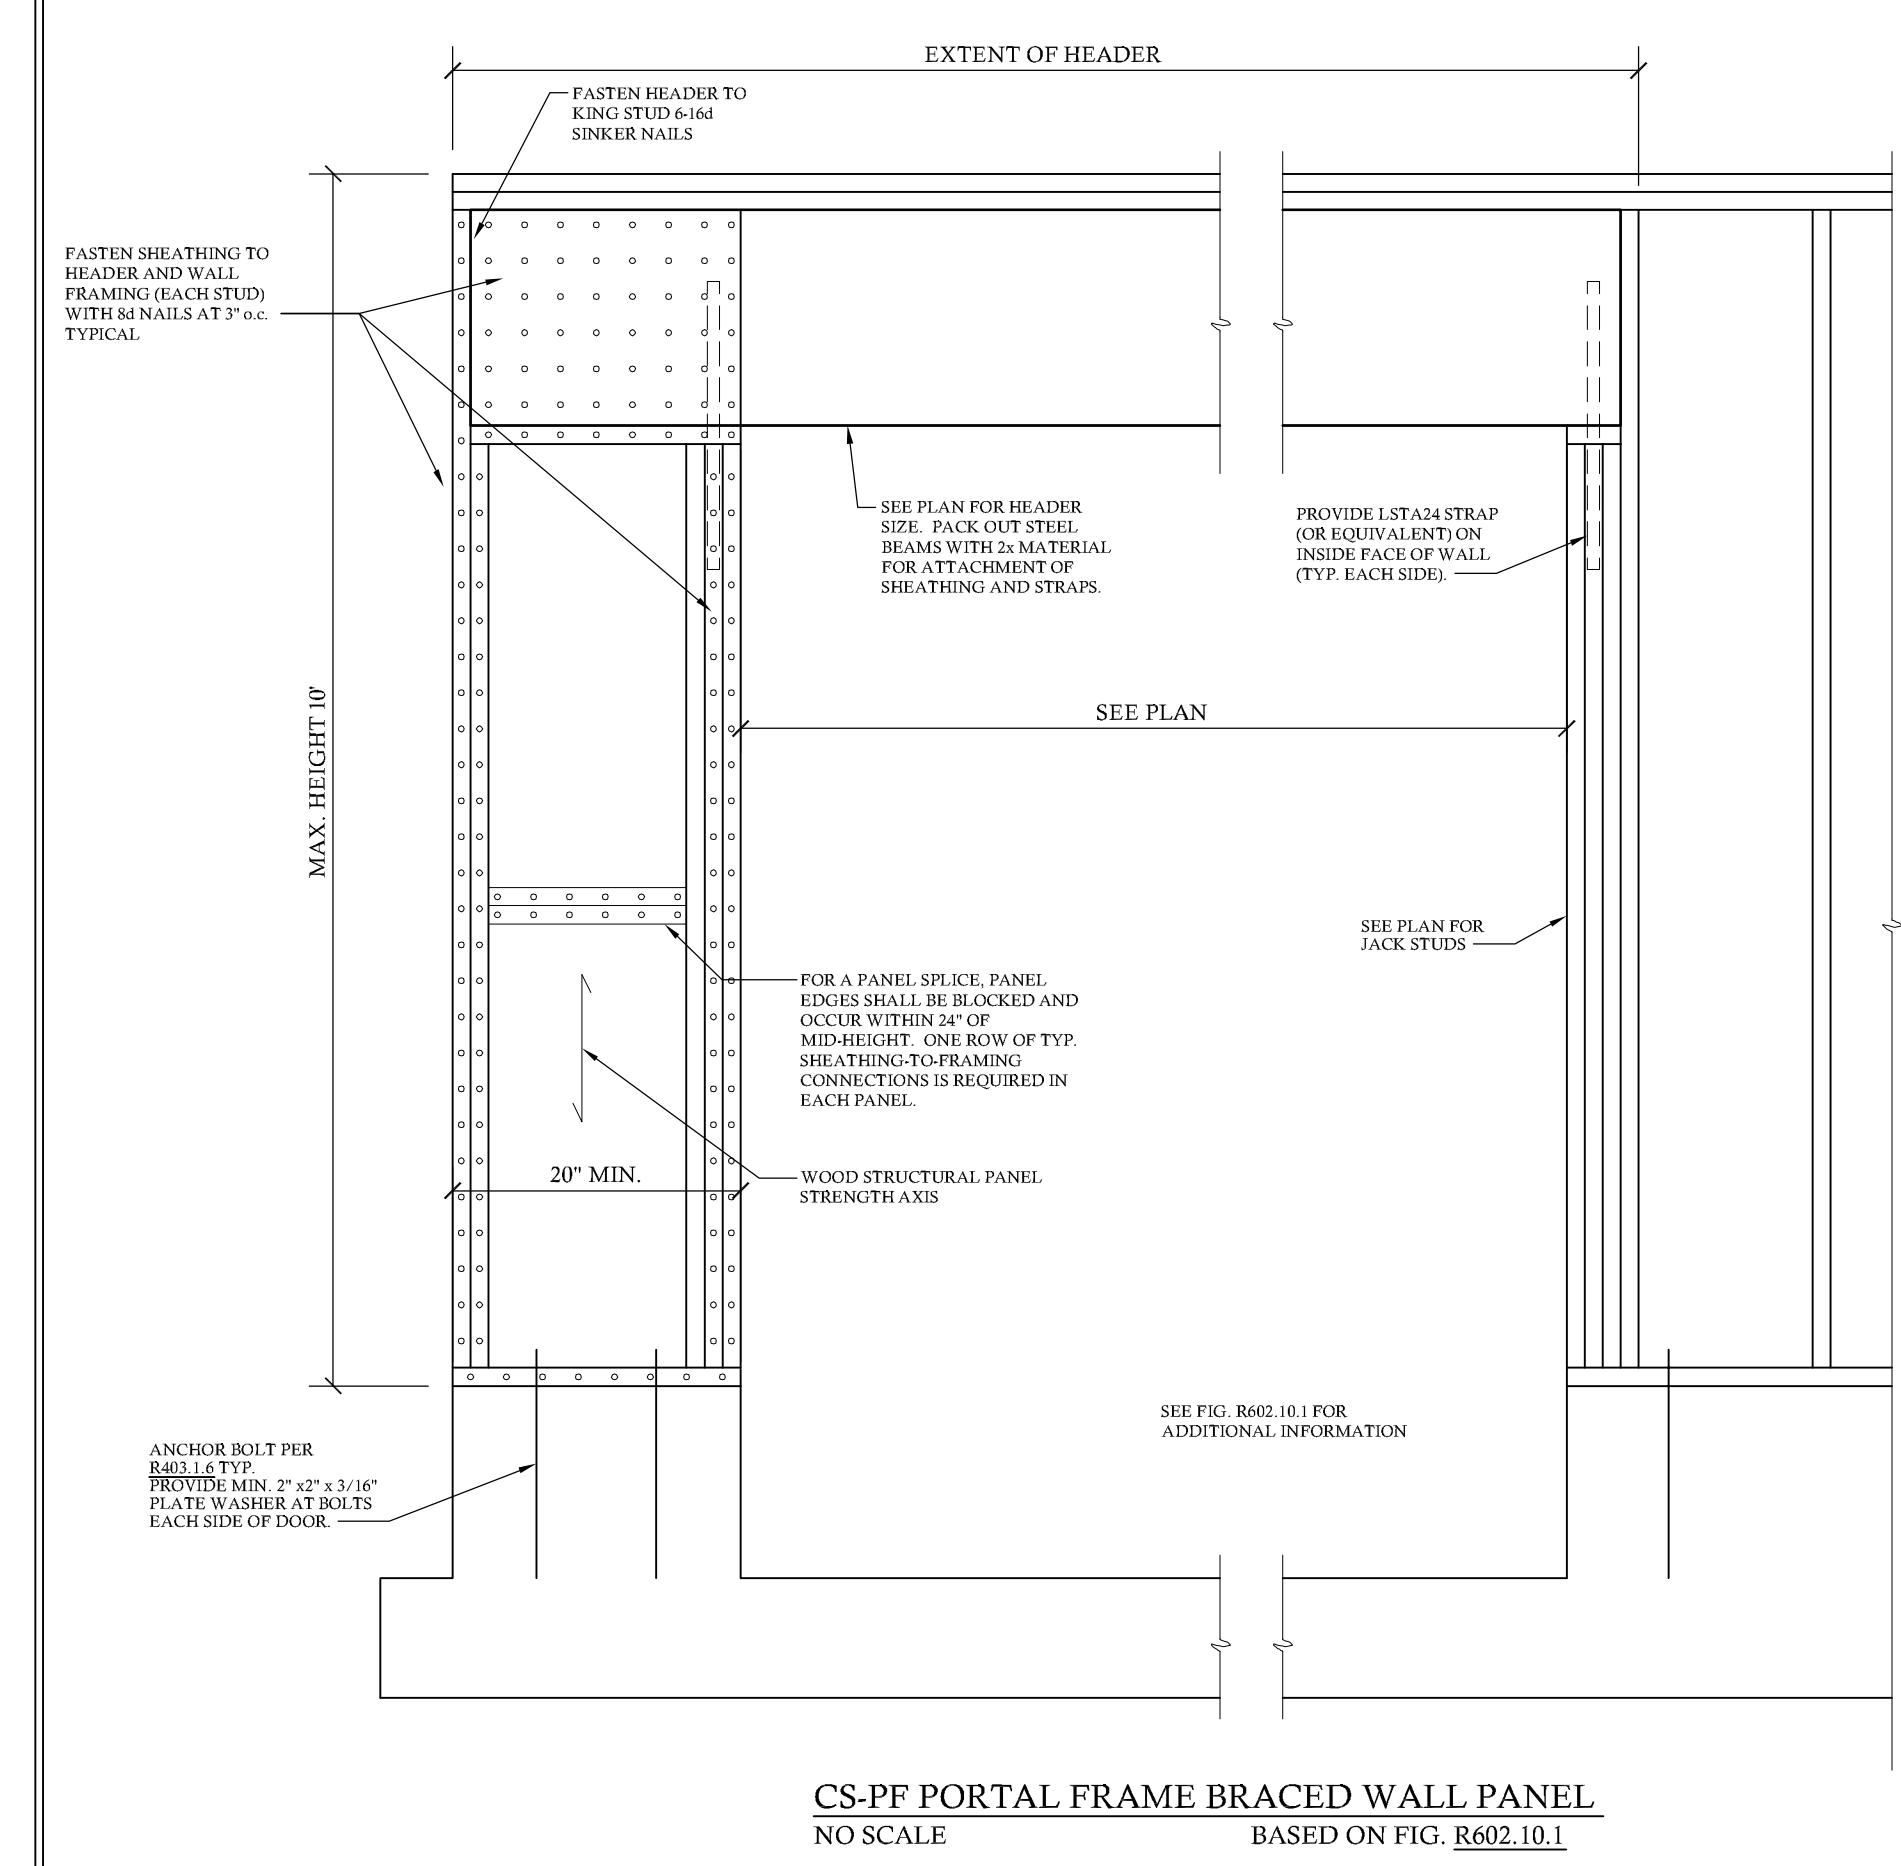 EXTENT OF HEADER
FASTEN HEADER TO
KING STUD 6-16d
SINKER NAILS
FASTEN SHEATHING TO
HEADER AND WALL
FRAMING (EACH STUD)
WITH 8d NAILS AT 3" o.c.
TYPICAL
SEE PLAN FOR HEADER
SIZE. PACK OUT STEEL
BEAMS WITH 2x MATERIAL
FOR ATTACHMENT OF
SHEATHING AND STRAPS.
PROVIDE LSTA24 STRAP
(OR EQUIVALENT) ON
INSIDE FACE OF WALL
(TYP. EACH SIDE).
SEE PLAN
MAX. HEIGHT 10'
SEE PLAN FOR
JACK STUDS
FOR A PANEL SPLICE, PANEL
EDGES SHALL BE BLOCKED AND
OCCUR WITHIN 24" OF
MID-HEIGHT. ONE ROW OF TYP.
SHEATHING-TO-FRAMING
CONNECTIONS IS REQUIRED IN
EACH PANEL.
20" MIN.
WOOD STRUCTURAL PANEL
STRENGTH AXIS
SEE FIG. R602.10.1 FOR
ADDITIONAL INFORMATION
ANCHOR BOLT PER
R403.1.6 TYP.
PROVIDE MIN. 2" x2" x 3/16"
PLATE WASHER AT BOLTS
EACH SIDE OF DOOR.
CS-PF PORTAL FRAME BRACED WALL PANEL
NO SCALE BASED ON FIG. R602.10.1